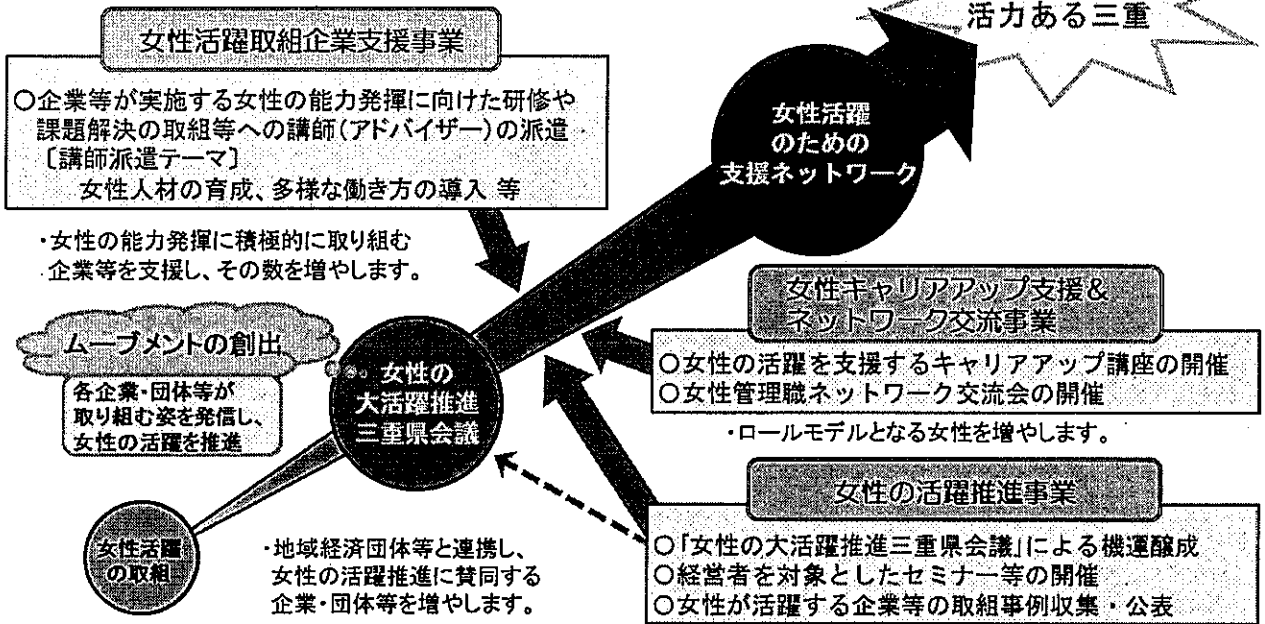 活力ある三重
女性活躍取組企業支援事業
○企業等が実施する女性の能力発揮に向けた研修や
課題解決の取組等への講師(アドバイザー)の派遣
〔講師派遣テーマ〕
女性人材の育成、多様な働き方の導入 等
・女性の能力発揮に積極的に取り組む
企業等を支援し、その数を増やします。
女性活躍
のための
支援ネットワーク
ムーブメントの創出
各企業・団体等が
取り組む姿を発信し、
女性の活躍を推進
女性の
大活躍推進
三重県会議
女性キャリアアップ支援&
ネットワーク交流事業
○女性の活躍を支援するキャリアアップ講座の開催
○女性管理職ネットワーク交流会の開催
・ロールモデルとなる女性を増やします。
女性活躍
の取組
・地域経済団体等と連携し、
女性の活躍推進に賛同する
企業・団体等を増やします。
女性の活躍推進事業
○「女性の大活躍推進三重県会議」による機運醸成
○経営者を対象としたセミナー等の開催
○女性が活躍する企業等の取組事例収集・公表